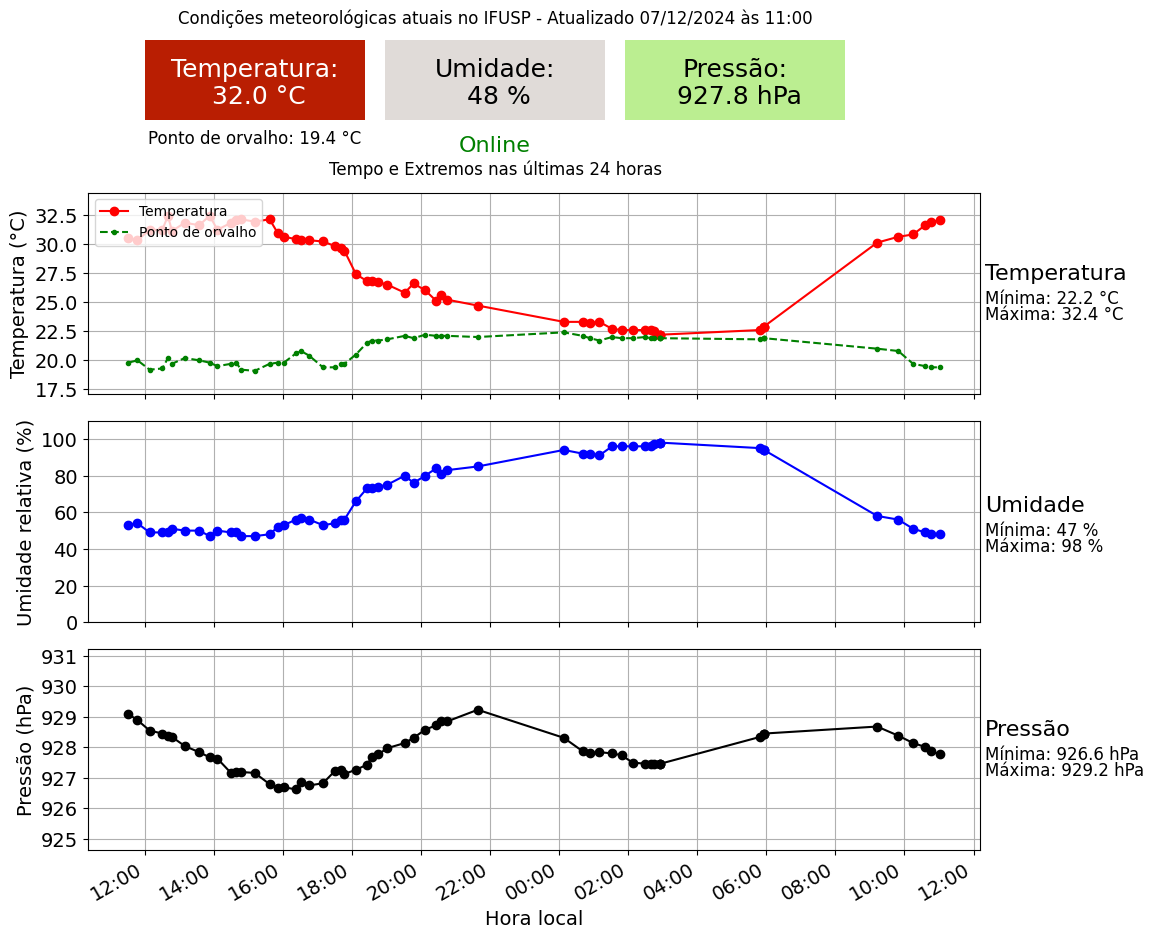 Condições meteorológicas atuais no IFUSP - Atualizado 07/12/2024 às 11:00
Temperatura:
32.0 °C
Umidade:
48 %
Pressão:
927.8 hPa
Ponto de orvalho: 19.4 °C
Online
Tempo e Extremos nas últimas 24 horas
Temperatura (°C)
32.5
30.0
27.5
25.0
22.5
20.0
17.5
Temperatura
Ponto de orvalho
Temperatura
Mínima: 22.2 °C
Máxima: 32.4 °C
Umidade relativa (%)
100
80
60
40
20
0
Umidade
Mínima: 47 %
Máxima: 98 %
Pressão (hPa)
931
930
929
928
927
926
925
Pressão
Mínima: 926.6 hPa
Máxima: 929.2 hPa
12:00 14:00 16:00 18:00 20:00 22:00 00:00 02:00 04:00 06:00 08:00 10:00 12:00
Hora local